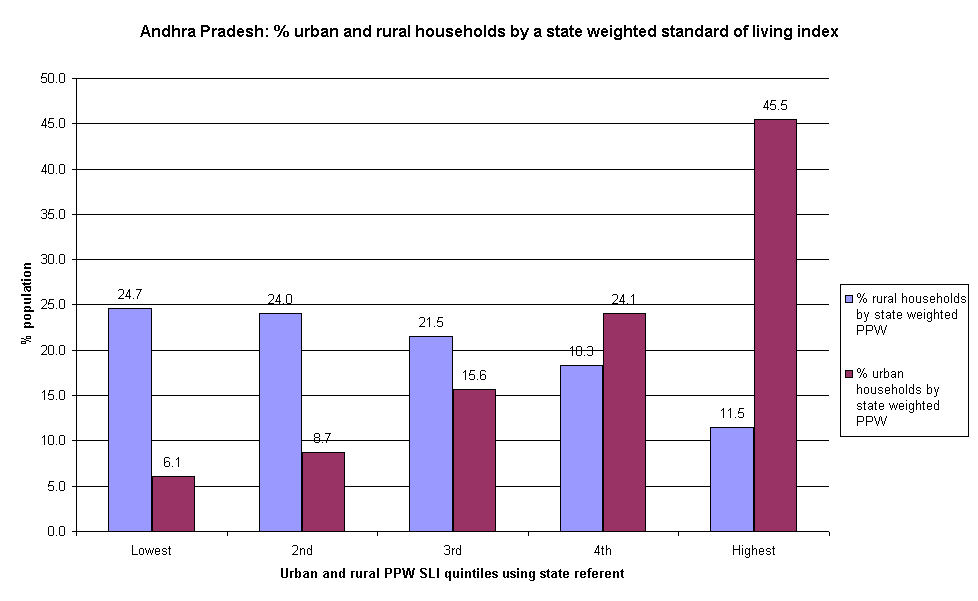 Andhra Pradesh: % urban and rural households by a state weighted standard of living index
50.0
45.0
40.0
35.0
30.0
25.0
20.0
15.0
10.0
5.0
0.0
% population
24.7
6.1
24.0
8.7
21.5
15.6
18.3
24.1
11.5
45.5
Lowest
2nd
3rd
4th
Highest
Urban and rural PPW SLI quintiles using state referent
% rural households
by state weighted
PPW
% urban
households by
state weighted
PPW